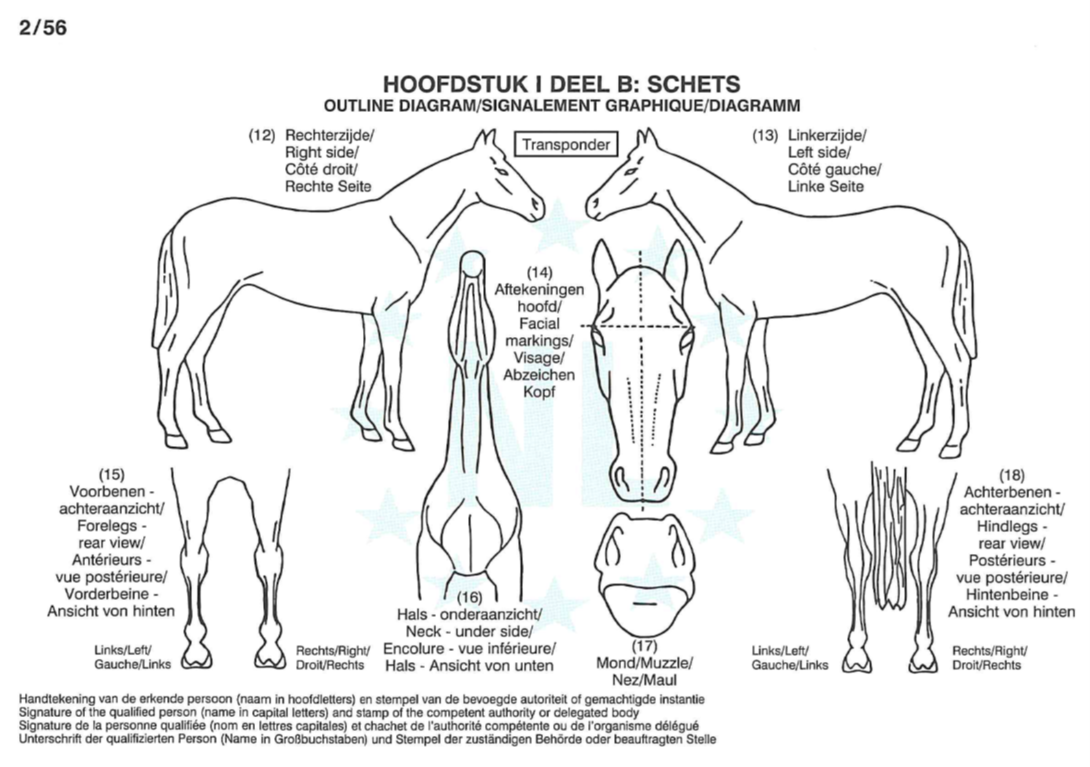 2/56
HOOFDSTUK I DEEL B: SCHETS
OUTLINE DIAGRAM/SIGNALEMENT GRAPHIQUE/DIAGRAMM
(12) Rechterzijde/
Right side/
Côté droit/
Rechte Seite
Transponder
(13) Linkerzijde/
Left side/
Côté gauche/
Linke Seite
(14)
Aftekeningen
hoofd/
Facial
markings/
Visage/
Abzeichen
Kopf
NL
(15)
Voorbenen -
achteraanzicht/
Forelegs -
rear view/
Antérieurs -
vue postérieure/
Vorderbeine -
Ansicht von hinten
Links/Left/
Gauche/Links
Rechts/Right/
Droit/Rechts
(16)
Hals - onderaanzicht/
Neck - under side/
Encolure - vue inférieure/
Hals - Ansicht von unten
(17)
Mond/Muzzle/
Nez/Maul
(18)
Achterbenen -
achteraanzicht/
Hindlegs -
rear view/
Postérieurs -
vue postérieure/
Hintenbeine -
Ansicht von hinten
Links/Left/
Gauche/Links
Rechts/Right/
Droit/Rechts
Handtekening van de erkende persoon (naam in hoofdletters) en stempel van de bevoegde autoriteit of gemachtigde instantie
Signature of the qualified person (name in capital letters) and stamp of the competent authority or delegated body
Signature de la personne qualifiée (nom en lettres capitales) et chachet de l'authorité compétente ou de l'organisme délégué
Unterschrift der qualifizierten Person (Name in Großbuchstaben) und Stempel der zuständigen Behörde oder beauftragten Stelle